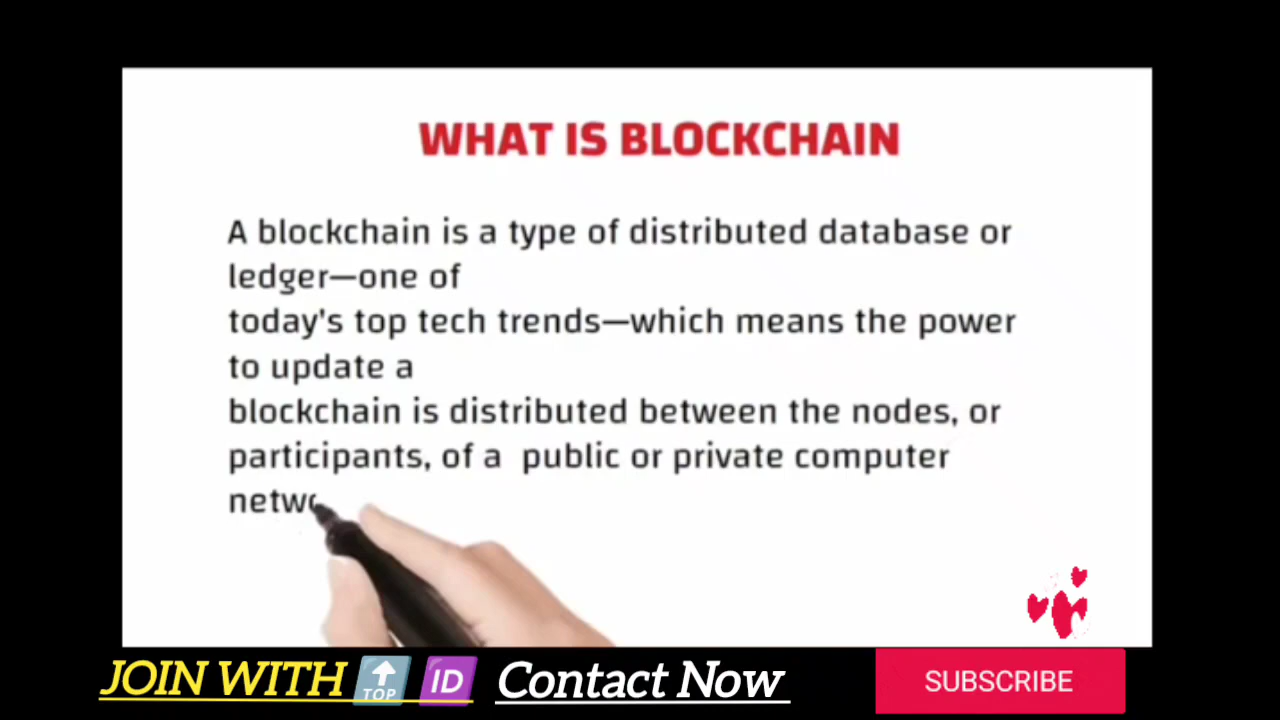 WHAT IS BLOCKCHAIN
A blockchain is a type of distributed database or
ledger—one of
today's top tech trends—which means the power
to update a
blockchain is distributed between the nodes, or
participants, of a public or private computer
netwo
JOIN WITH TOP ID Contact Now
SUBSCRIBE